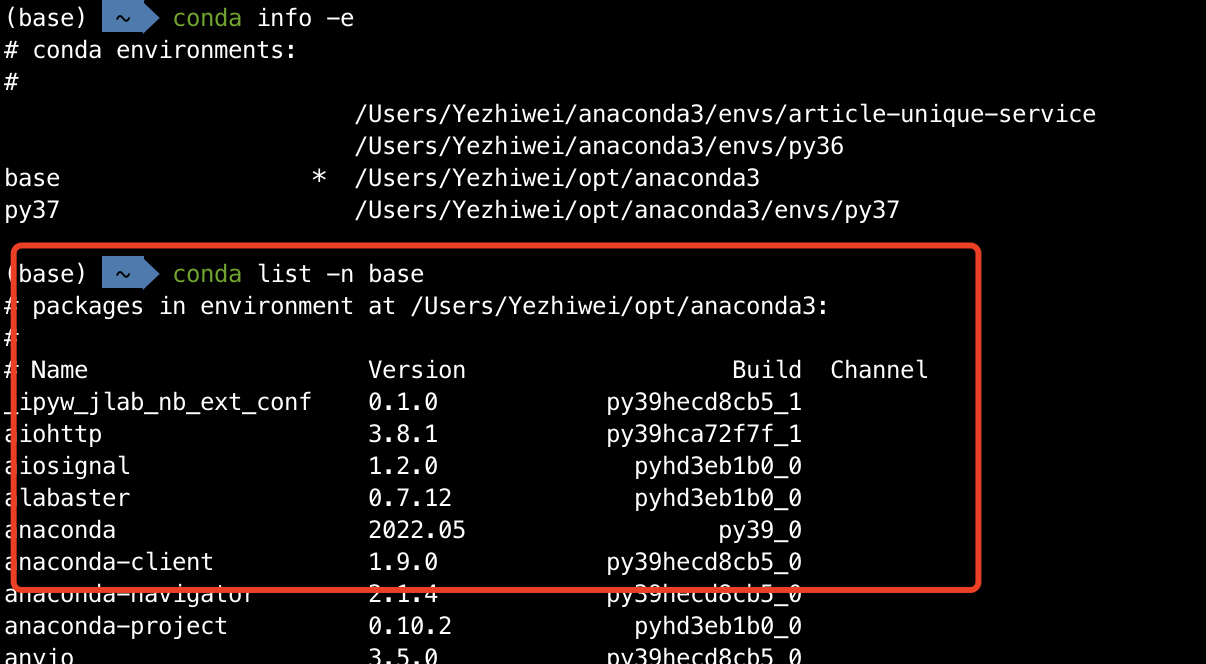 (base) ~ conda info -e
# conda environments:
#
/Users/Yezhiwei/anaconda3/envs/article-unique-service
/Users/Yezhiwei/anaconda3/envs/py36
base * /Users/Yezhiwei/opt/anaconda3
py37 /Users/Yezhiwei/opt/anaconda3/envs/py37
(base) ~ conda list -n base
# packages in environment at /Users/Yezhiwei/opt/anaconda3:
#
# Name Version Build Channel
_ipyw_jlab_nb_ext_conf 0.1.0 py39hecd8cb5_1
aiohttp 3.8.1 py39hca72f7f_1
aiosignal 1.2.0 pyhd3eb1b0_0
alabaster 0.7.12 pyhd3eb1b0_0
anaconda 2022.05 py39_0
anaconda-client 1.9.0 py39hecd8cb5_0
anaconda-navigator 2.1.4 py39hecd8cb5_0
anaconda-project 0.10.2 pyhd3eb1b0_0
anyio 3.5.0 py39hecd8cb5_0